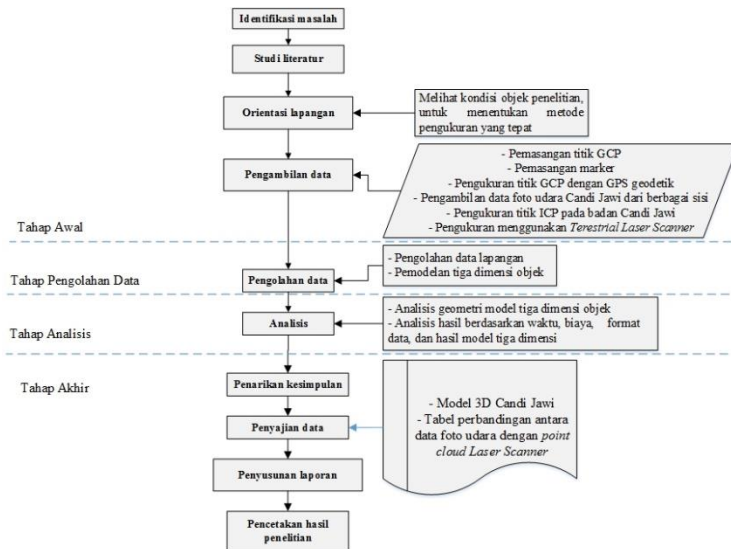 Identifikasi masalah
Studi literatur
Orientasi lapangan
Melihat kondisi objek penelitian,
untuk menentukan metode
pengukuran yang tepat
Pengambilan data
- Pemasangan titik GCP
- Pemasangan marker
- Pengukuran titik GCP dengan GPS geodetik
- Pengambilan data foto udara Candi Jawi dari berbagai sisi
- Pengukuran titik ICP pada badan Candi Jawi
- Pengukuran menggunakan Terestrial Laser Scanner
Tahap Awal
Tahap Pengolahan Data
Pengolahan data
- Pengolahan data lapangan
- Pemodelan tiga dimensi objek
Tahap Analisis
Analisis
- Analisis geometri model tiga dimensi objek
- Analisis hasil berdasarkan waktu, biaya, format
data, dan hasil model tiga dimensi
Tahap Akhir
Penarikan kesimpulan
Penyajian data
- Model 3D Candi Jawi
- Tabel perbandingan antara
data foto udara dengan point
cloud Laser Scanner
Penyusunan laporan
Pencetakan hasil
penelitian